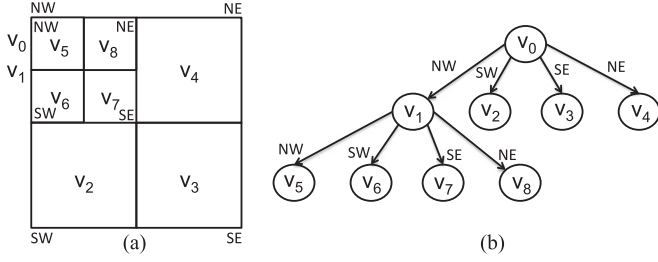 NW NE
v0 NW v5 v8 NE
v1 v4
v6 SW v7 SE
v2 v3
SW (a) SE
v0
NW SW SE NE
v1 v2 v3 v4
NW SW SE NE
v5 v6 v7 v8
(b)